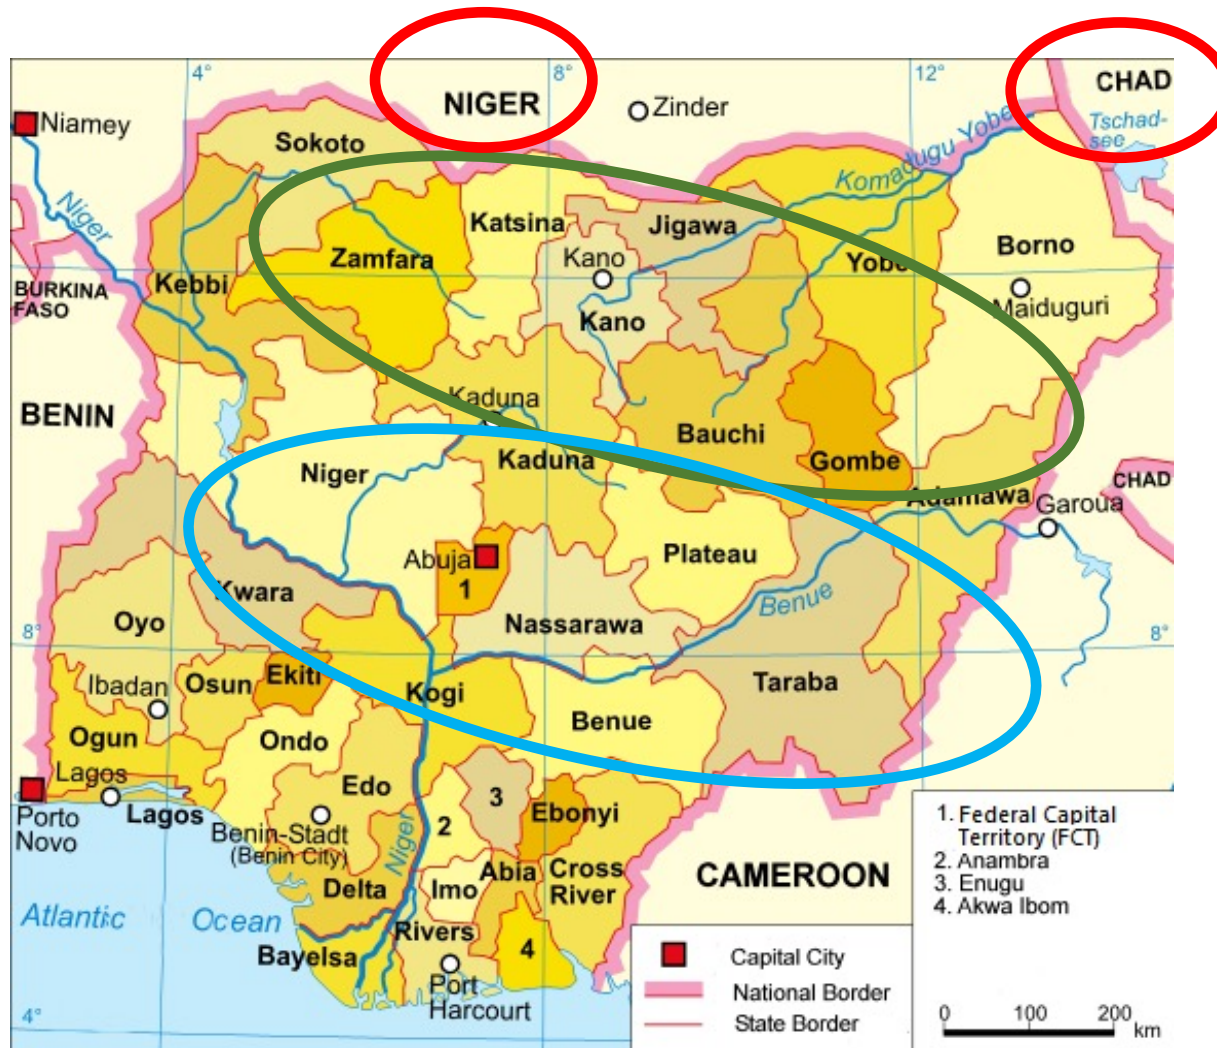 4°
8°
12°
CHAD
NIGER
Zinder
Niamey
Tschad-
see
Sokoto
Komadugu Yobe
Niger
Katsina
Jigawa
Zamfara
Kano
Yobe
Borno
Kebbi
BURKINA
FASO
Maiduguri
Kano
Kaduna
BENIN
Bauchi
Niger
Kaduna
Gombe
CHAD
Adamawa
Garoua
Abuja
1
Plateau
Kwara
Benue
Nassarawa
Oyo
8°
8°
Ibadan
Osun
Ekiti
Kogi
Taraba
Benue
Ogun
Ondo
Lagos
Edo
3
Porto
Novo
Lagos
Benin-Stadt
(Benin City)
Niger
2
Ebonyi
Delta
Imo
Abia
Cross
River
CAMEROON
Atlantic Ocean
Rivers
Bayelsa
4
Port
Harcourt
4°
1. Federal Capital
Territory (FCT)
2. Anambra
3. Enugu
4. Akwa Ibom
Capital City
National Border
State Border
0 100 200
km